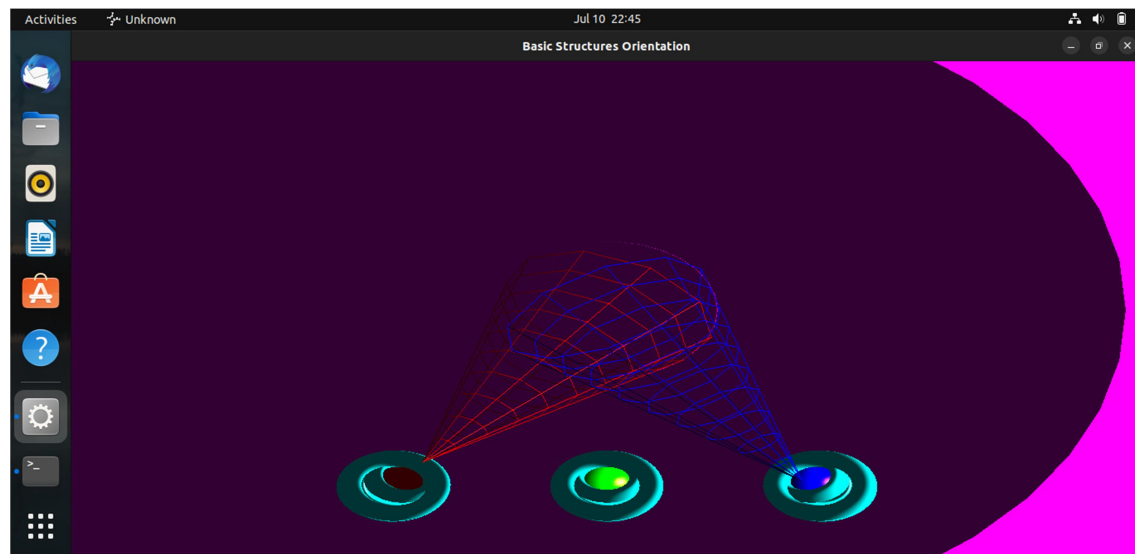 Activities
Unknown
Jul 10 22:45
Basic Structures Orientation
A
?
>_